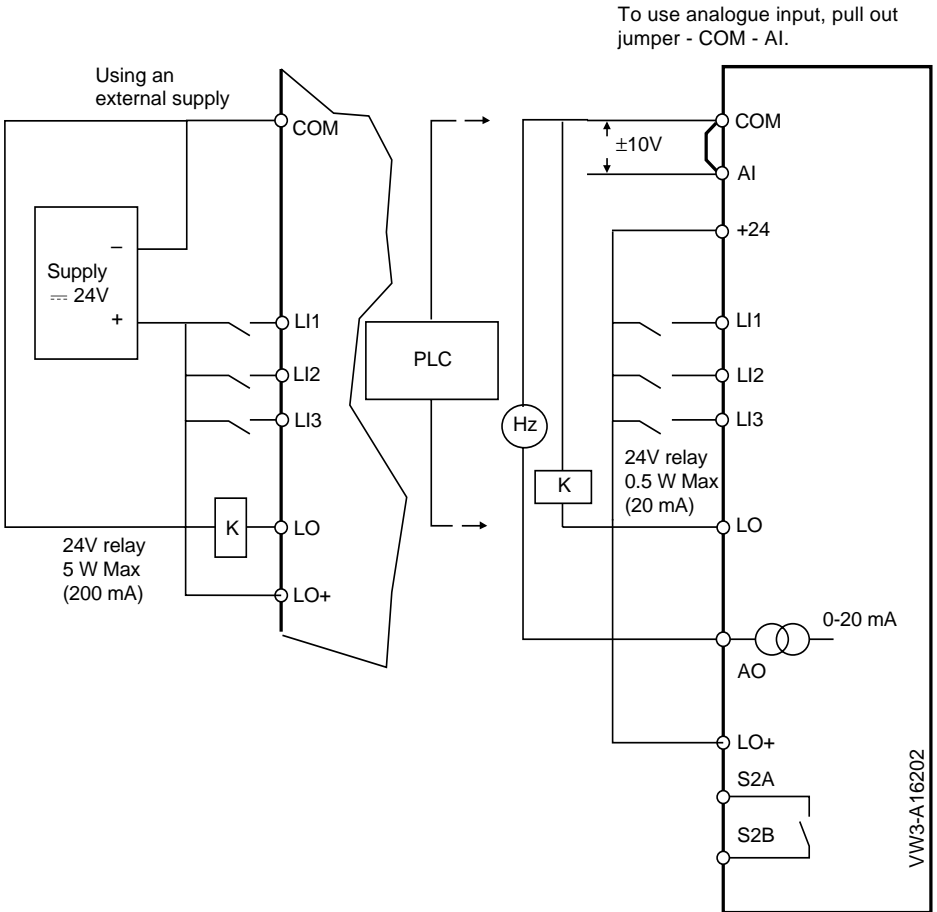 To use analogue input, pull out
jumper - COM - AI.
Using an
external supply
COM
–
Supply
⎓ 24V
+
LI1
LI2
LI3
K
LO
24V relay
5 W Max
(200 mA)
LO+
PLC
COM
±10V
AI
+24
LI1
LI2
LI3
Hz
24V relay
0.5 W Max
(20 mA)
K
LO
0-20 mA
AO
LO+
S2A
S2B
VW3-A16202